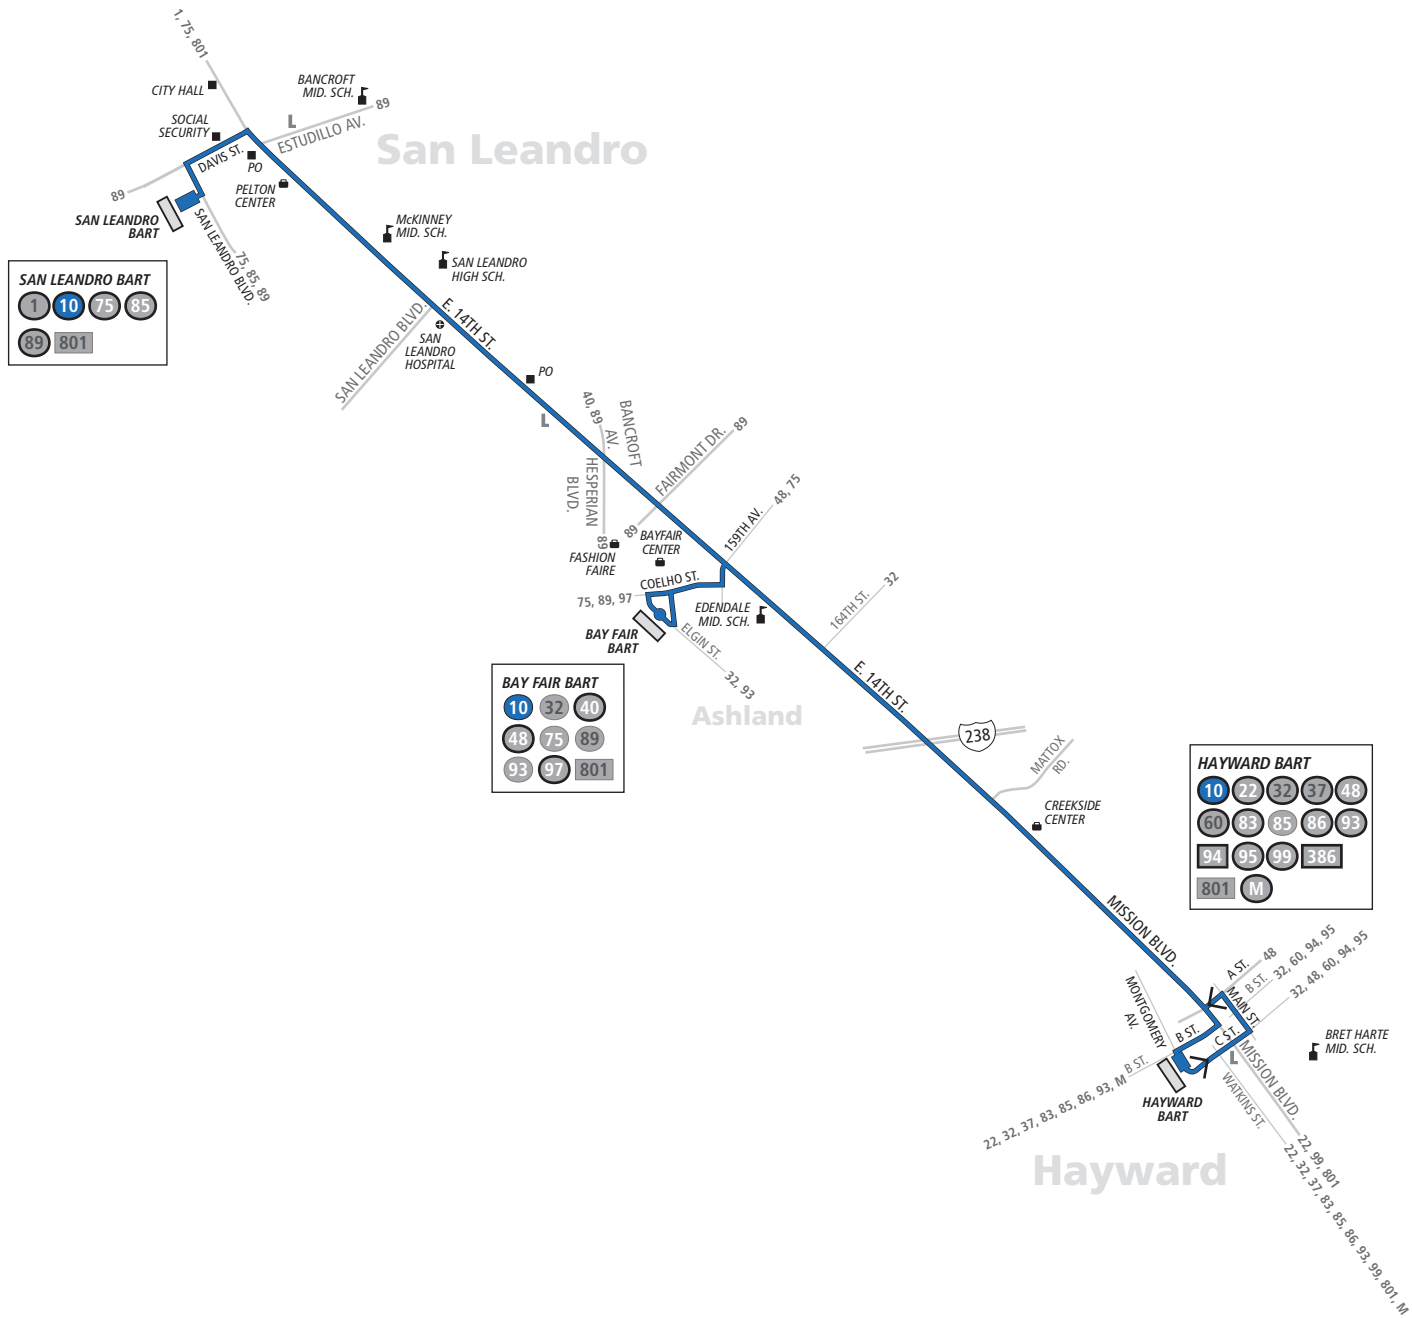 1, 75, 801
CITY HALL
BANCROFT
MID. SCH.
89
SOCIAL
SECURITY
L
ESTUDILLO AV.
San Leandro
DAVIS ST.
PO
89
PELTON
CENTER
SAN LEANDRO
BART
SAN LEANDRO BLVD.
75, 85, 89
McKINNEY
MID. SCH.
SAN LEANDRO
HIGH SCH.
SAN LEANDRO BART
1 10 75 85
89 801
SAN LEANDRO BLVD.
E. 14TH ST.
SAN
LEANDRO
HOSPITAL
PO
L
40, 89
BANCROFT
AV.
HESPERIAN
BLVD.
89
FAIRMONT DR.
89
89
FASHION
FAIRE
BAYFAIR
CENTER
159TH AV.
48, 75
COELHO ST.
75, 89, 97
EDENDALE
MID. SCH.
164TH ST.
32
BAY FAIR
BART
ELGIN ST.
32, 93
BAY FAIR BART
10 32 40
48 75 89
93 97 801
Ashland
E. 14TH ST.
238
MATTOX
RD.
CREEKSIDE
CENTER
HAYWARD BART
10 22 32 37 48
60 83 85 86 93
94 95 99 386
801 M
MISSION BLVD.
A ST.
48
B ST.
32, 60, 94, 95
32, 48, 60, 94, 95
MAIN ST.
MONTGOMERY
AV.
B ST.
C ST.
L
BRET HARTE
MID. SCH.
B ST.
22, 32, 37, 83, 85, 86, 93, M
HAYWARD
BART
WATKINS ST.
MISSION BLVD.
22, 99, 801
22, 32, 37, 83, 85, 86, 93, 99, 801, M
Hayward